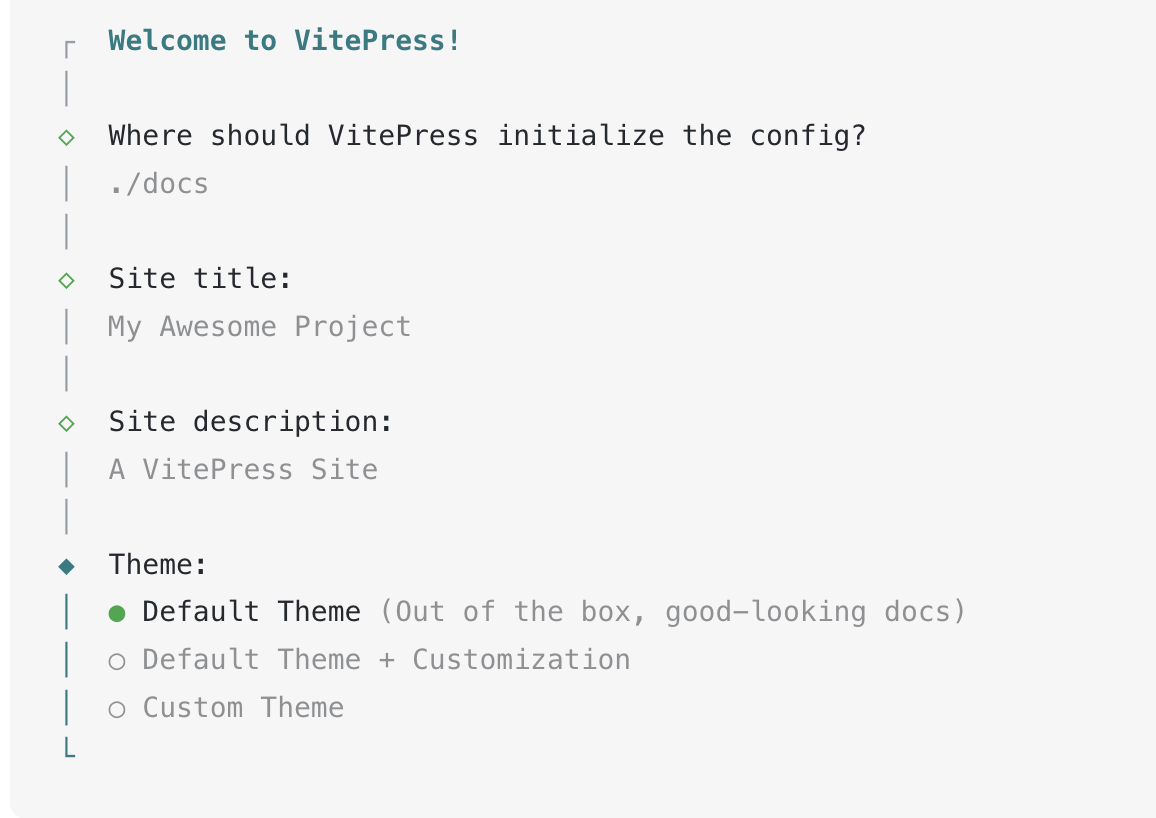 ┌  Welcome to VitePress!
│
◇  Where should VitePress initialize the config?
│  ./docs
│
◇  Site title:
│  My Awesome Project
│
◇  Site description:
│  A VitePress Site
│
◆  Theme:
│  ● Default Theme (Out of the box, good-looking docs)
│  ○ Default Theme + Customization
│  ○ Custom Theme
└